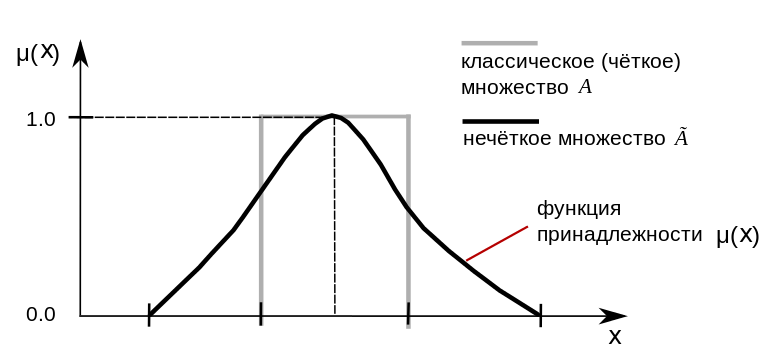 μ(x)
классическое (чёткое)
множество A
1.0
нечёткое множество Ã
функция
принадлежности μ(x)
0.0
x